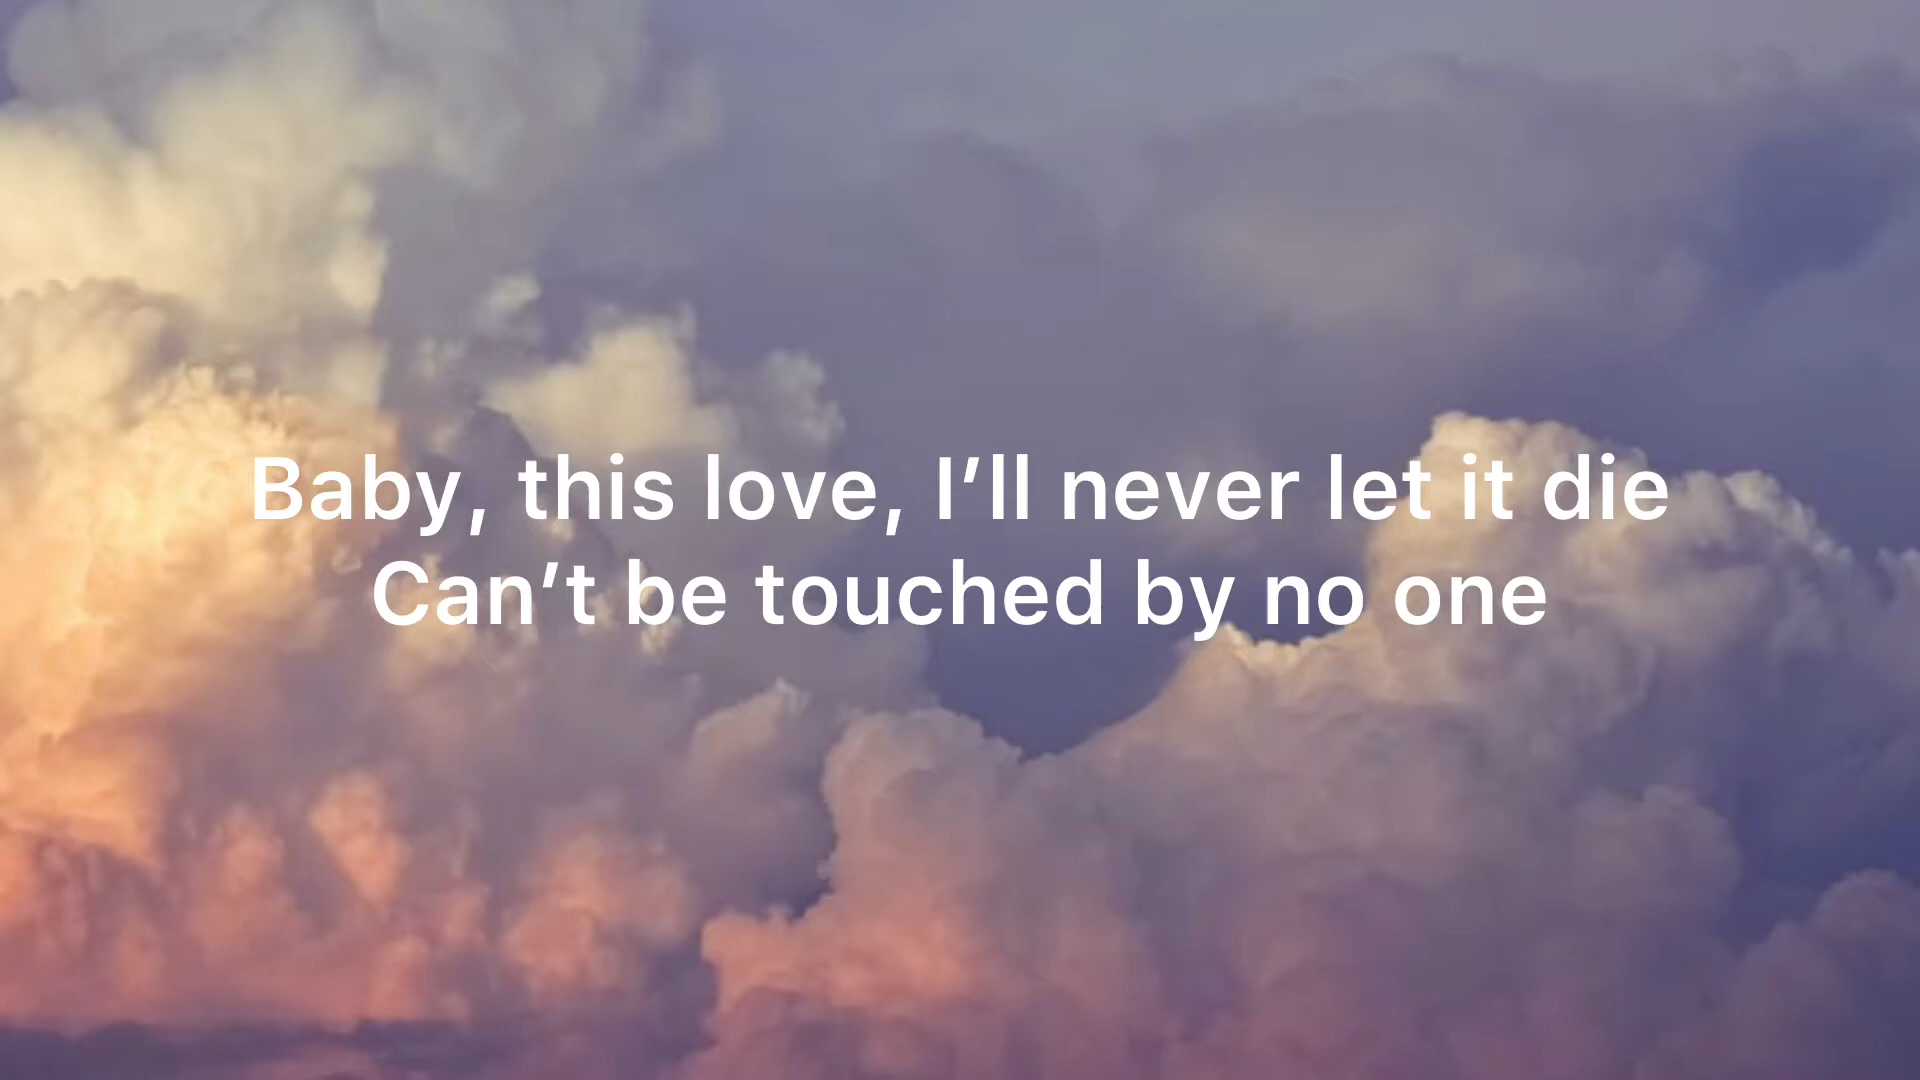 Baby, this love, I’ll never let it die
Can’t be touched by no one